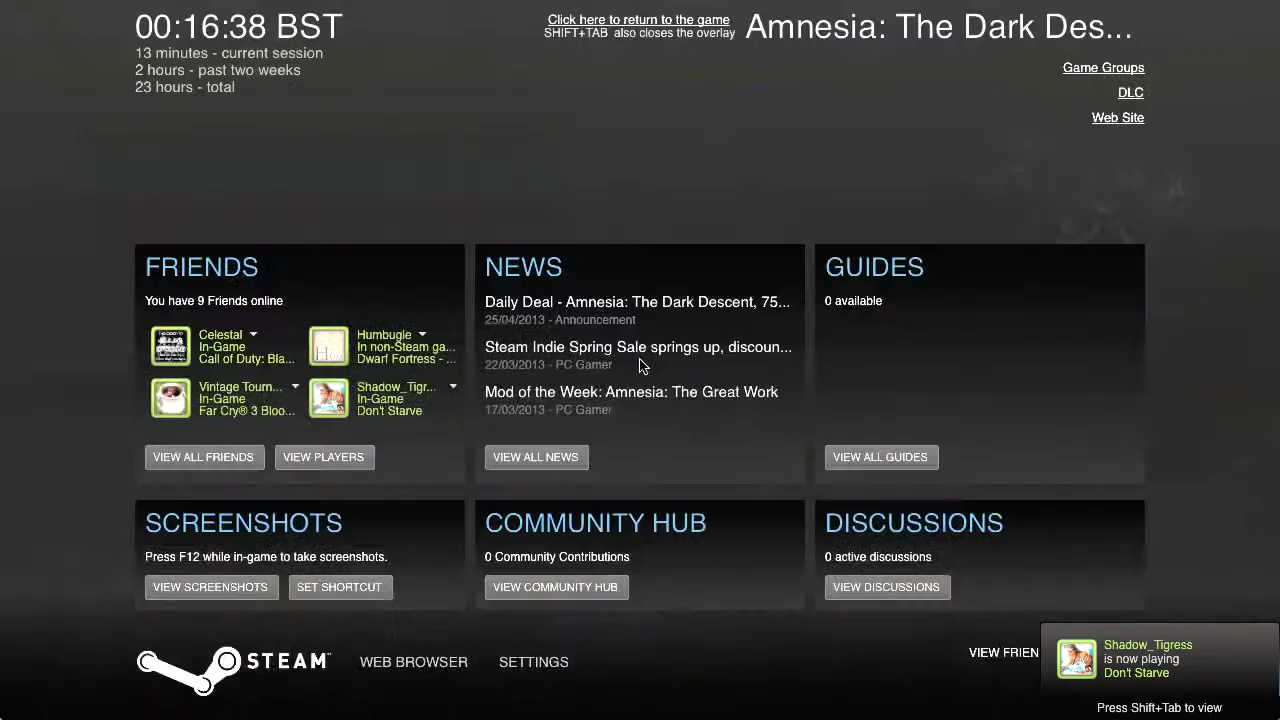 00:16:38 BST
13 minutes - current session
2 hours - past two weeks
23 hours - total
Click here to return to the game
SHIFT+TAB also closes the overlay
Amnesia: The Dark Des...
Game Groups
DLC
Web Site
FRIENDS
You have 9 Friends online
Celestal
In-Game
Call of Duty: Bla...
Humbugle
In non-Steam ga...
Dwarf Fortress - ...
Vintage Tourn...
In-Game
Far Cry® 3 Bloo...
Shadow_Tigr...
In-Game
Don't Starve
VIEW ALL FRIENDS
VIEW PLAYERS
NEWS
Daily Deal - Amnesia: The Dark Descent, 75...
25/04/2013 - Announcement
Steam Indie Spring Sale springs up, discoun...
22/03/2013 - PC Gamer
Mod of the Week: Amnesia: The Great Work
17/03/2013 - PC Gamer
VIEW ALL NEWS
GUIDES
0 available
VIEW ALL GUIDES
SCREENSHOTS
Press F12 while in-game to take screenshots.
VIEW SCREENSHOTS
SET SHORTCUT
COMMUNITY HUB
0 Community Contributions
VIEW COMMUNITY HUB
DISCUSSIONS
0 active discussions
VIEW DISCUSSIONS
STEAM™
WEB BROWSER
SETTINGS
VIEW FRIEN
Shadow_Tigress
is now playing
Don't Starve
Press Shift+Tab to view